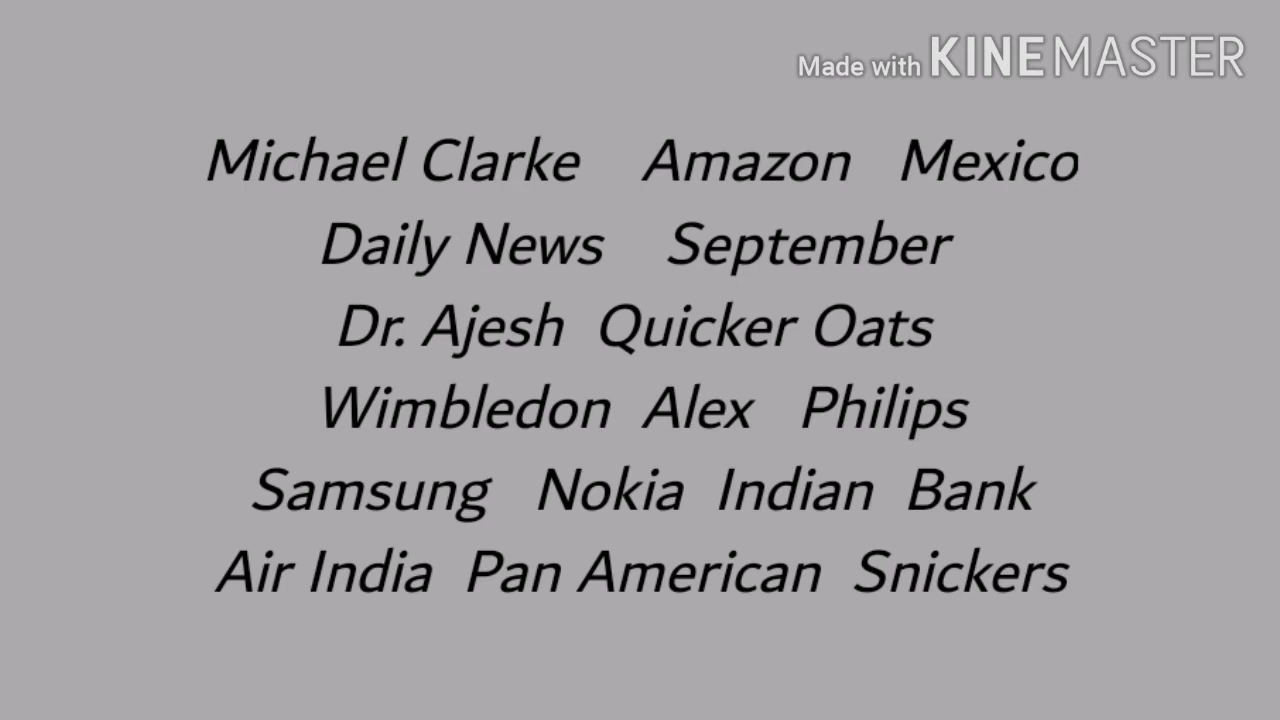 Made with KINEMASTER
Michael Clarke Amazon Mexico
Daily News September
Dr. Ajesh Quicker Oats
Wimbledon Alex Philips
Samsung Nokia Indian Bank
Air India Pan American Snickers